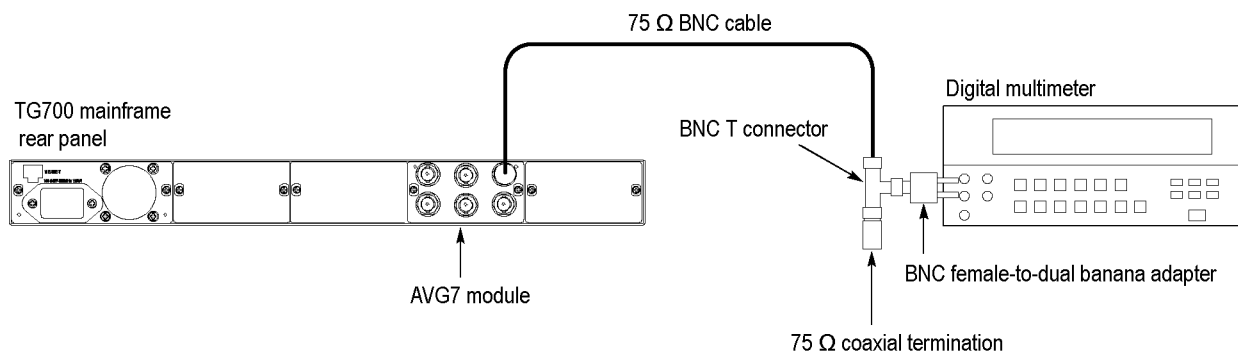 75 Ω BNC cable
TG700 mainframe
rear panel
Digital multimeter
BNC T connector
AVG7 module
BNC female-to-dual banana adapter
75 Ω coaxial termination